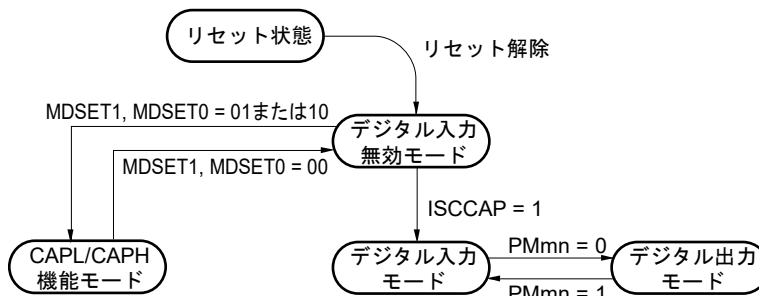 リセット状態
リセット解除
MDSET1, MDSET0 = 01または10
デジタル入力
無効モード
MDSET1, MDSET0 = 00
ISCCAP = 1
CAPL/CAPH
機能モード
デジタル入力
モード
PMmn = 0
PMmn = 1
デジタル出力
モード